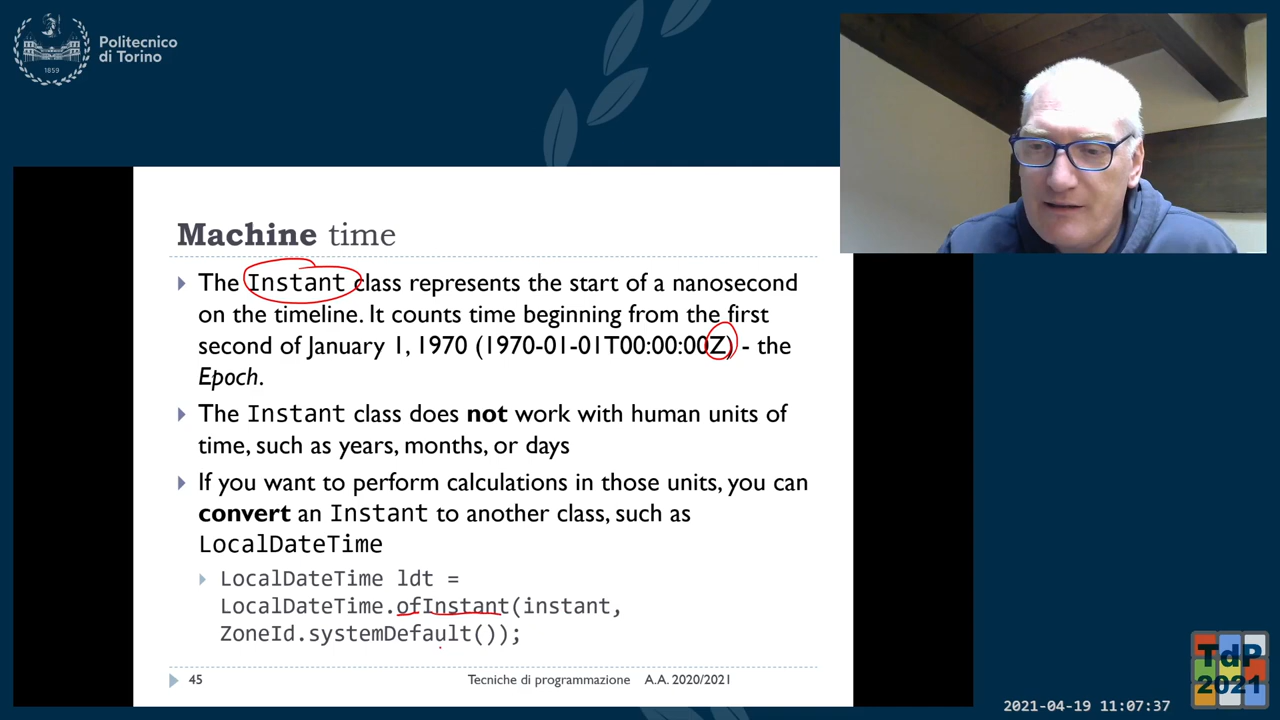 Politecnico
di Torino
1859
Machine time
The Instant class represents the start of a nanosecond
on the timeline. It counts time beginning from the first
second of January 1, 1970 (1970-01-01T00:00:00Z) - the
Epoch.
The Instant class does not work with human units of
time, such as years, months, or days
If you want to perform calculations in those units, you can
convert an Instant to another class, such as
LocalDateTime
LocalDateTime ldt =
LocalDateTime.ofInstant(instant,
ZoneId.systemDefault());
45
Tecniche di programmazione A.A. 2020/2021
TdP
2021
2021-04-19 11:07:37